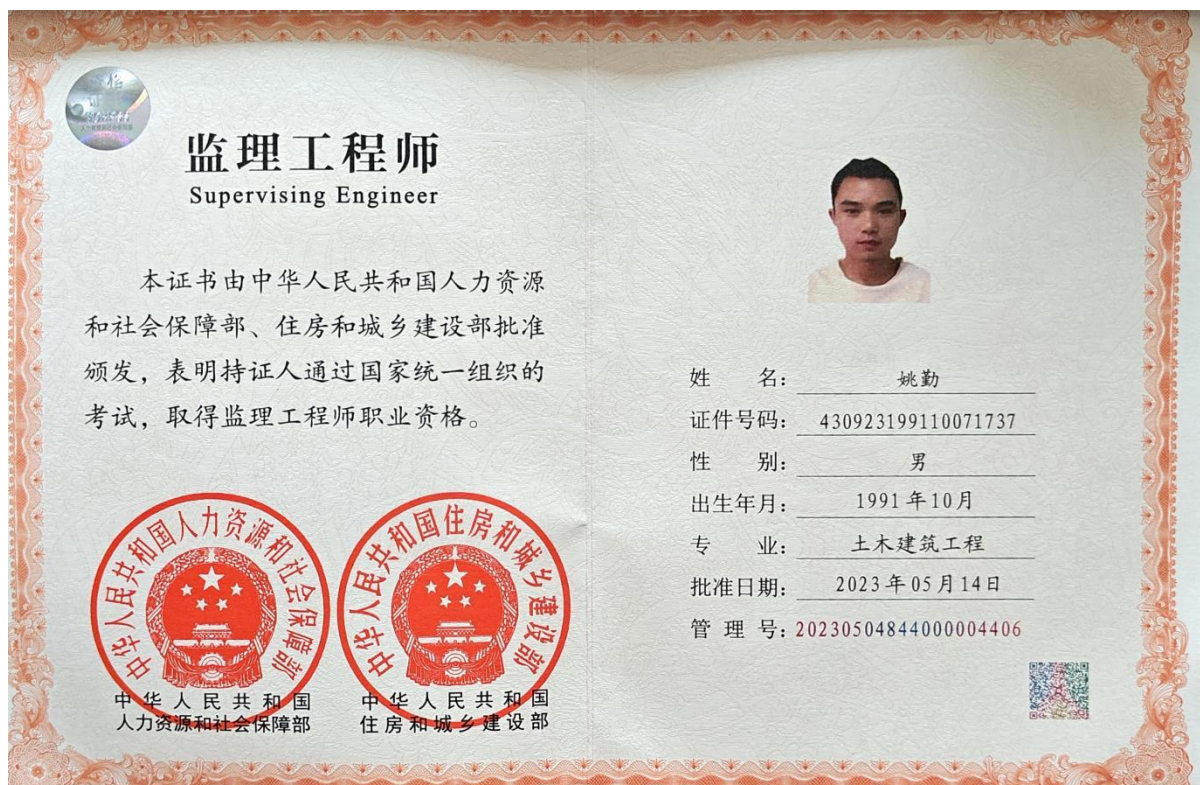 监理工程师
Supervising Engineer
本证书由中华人民共和国人力资源
和社会保障部、住房和城乡建设部批准
颁发，表明持证人通过国家统一组织的
考试，取得监理工程师职业资格。
中华人民共和国人力资源和社会保障部
中华人民共和国
人力资源和社会保障部
中华人民共和国住房和城乡建设部
中华人民共和国
住房和城乡建设部
姓 名： 姚勤
证件号码： 430923199110071737
性 别： 男
出生年月： 1991年10月
专 业： 土木建筑工程
批准日期： 2023年05月14日
管 理 号：20230504844000004406